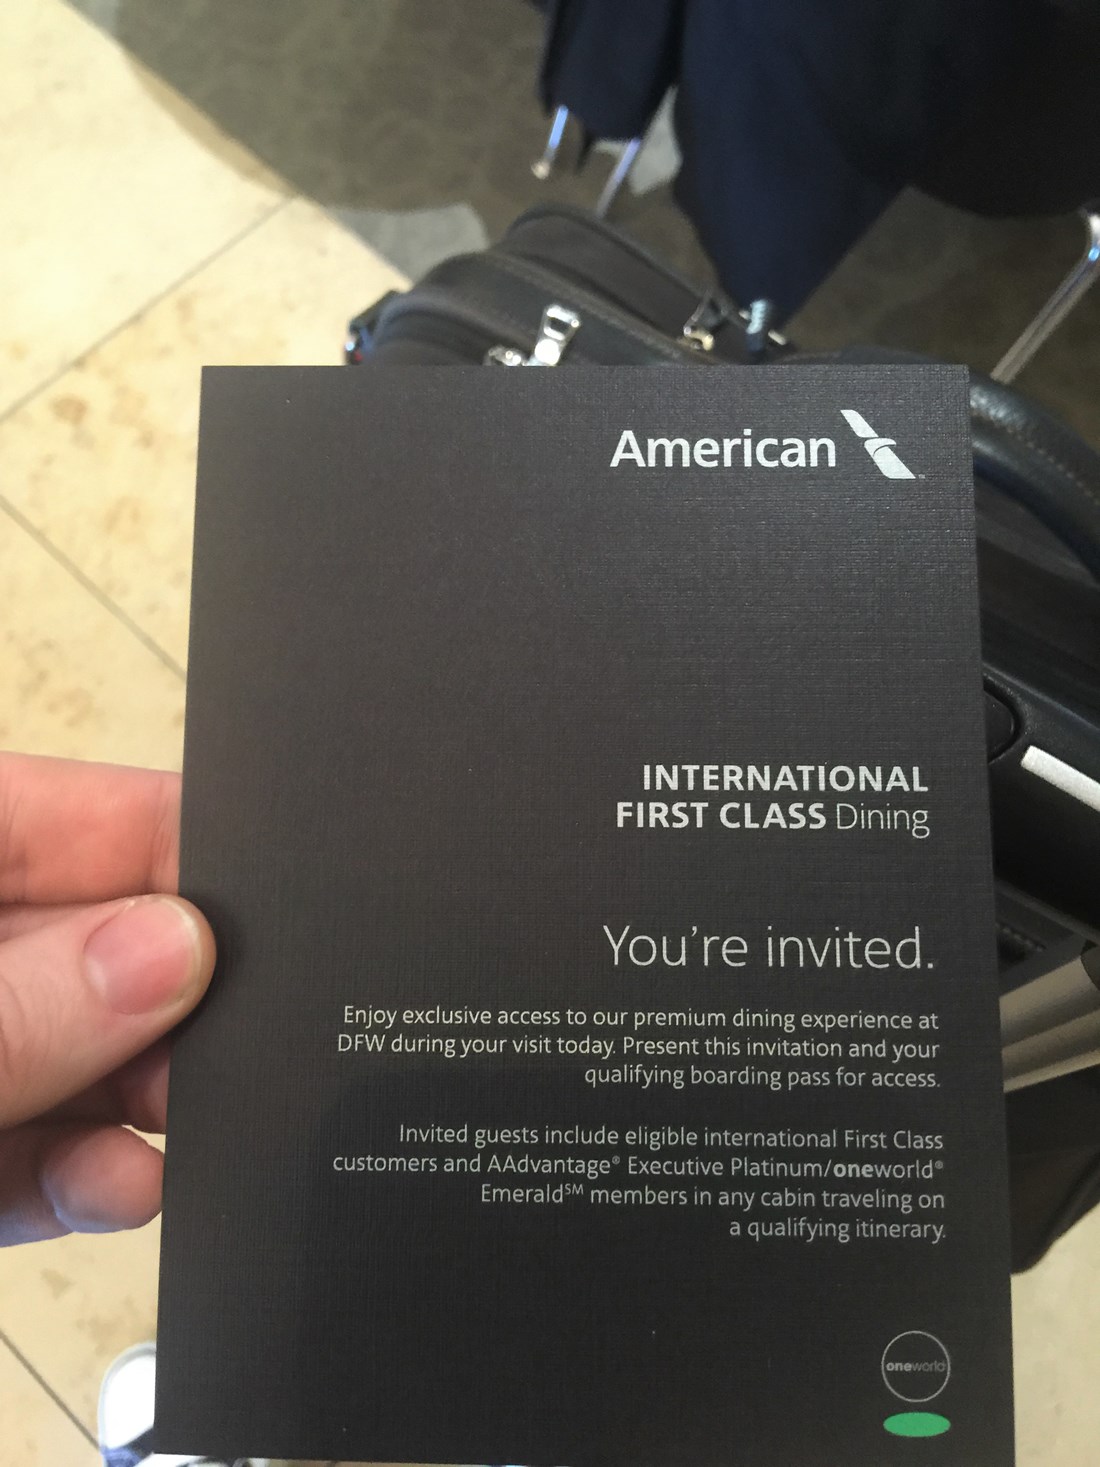 American
INTERNATIONAL
FIRST CLASS Dining
You're invited.
Enjoy exclusive access to our premium dining experience at
DFW during your visit today. Present this invitation and your
qualifying boarding pass for access.
Invited guests include eligible international First Class
customers and AAdvantage® Executive Platinum/oneworld®
Emerald℠ members in any cabin traveling on
a qualifying itinerary.
oneworld